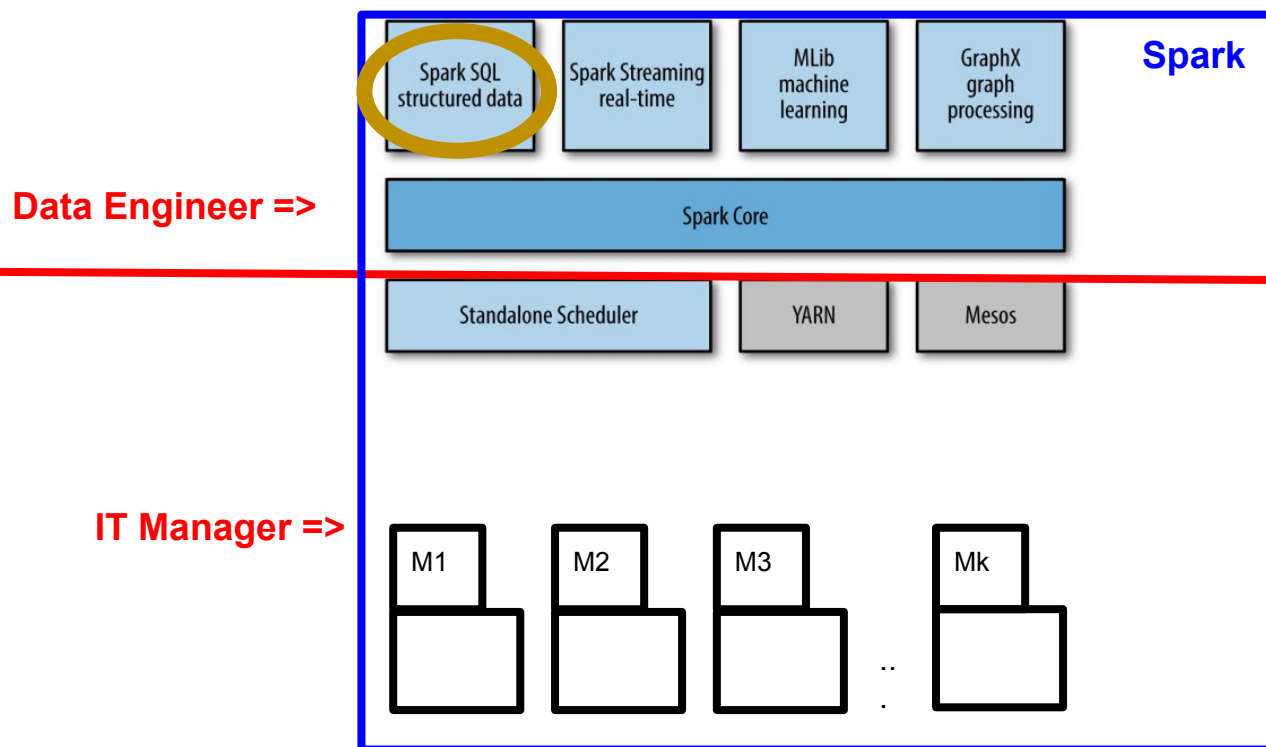 Spark
Spark SQL
structured data
Spark Streaming
real-time
MLib
machine
learning
GraphX
graph
processing
Data Engineer =>
Spark Core
Standalone Scheduler
YARN
Mesos
IT Manager =>
M1
M2
M3
Mk
..
.